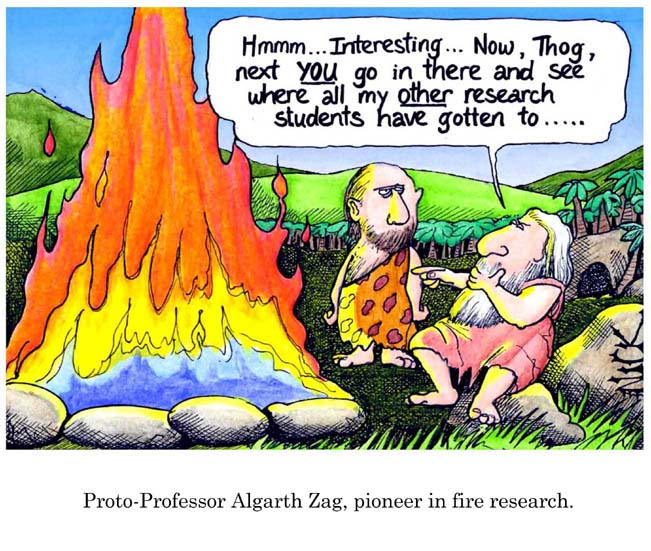 Hmmm...Interesting... Now, Thog,
next YOU go in there and see
where all my other research
students have gotten to.....
NICK
Proto-Professor Algarth Zag, pioneer in fire research.